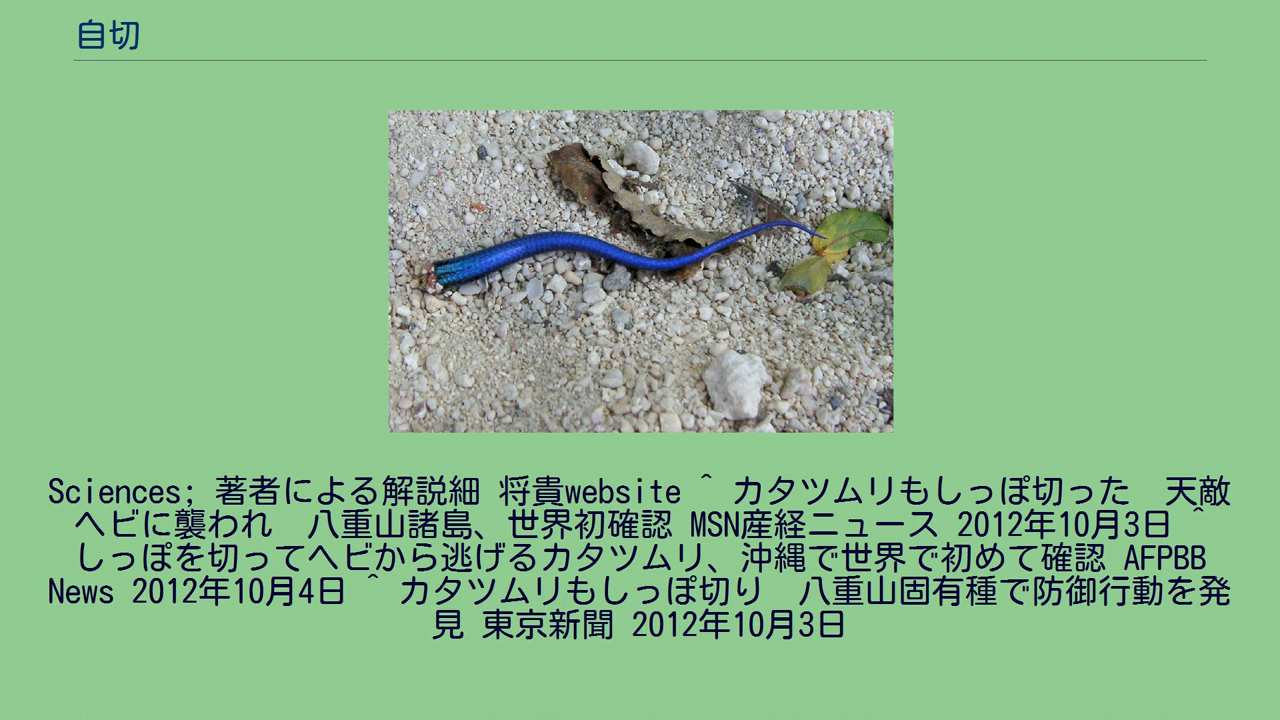 自切
Sciences; 著者による解説細 将貴website ^ カタツムリもしっぽ切った　天敵
ヘビに襲われ　八重山諸島、世界初確認 MSN産経ニュース 2012年10月3日 ^
しっぽを切ってヘビから逃げるカタツムリ、沖縄で世界で初めて確認 AFPBB
News 2012年10月4日 ^ カタツムリもしっぽ切り　八重山固有種で防御行動を発
見 東京新聞 2012年10月3日